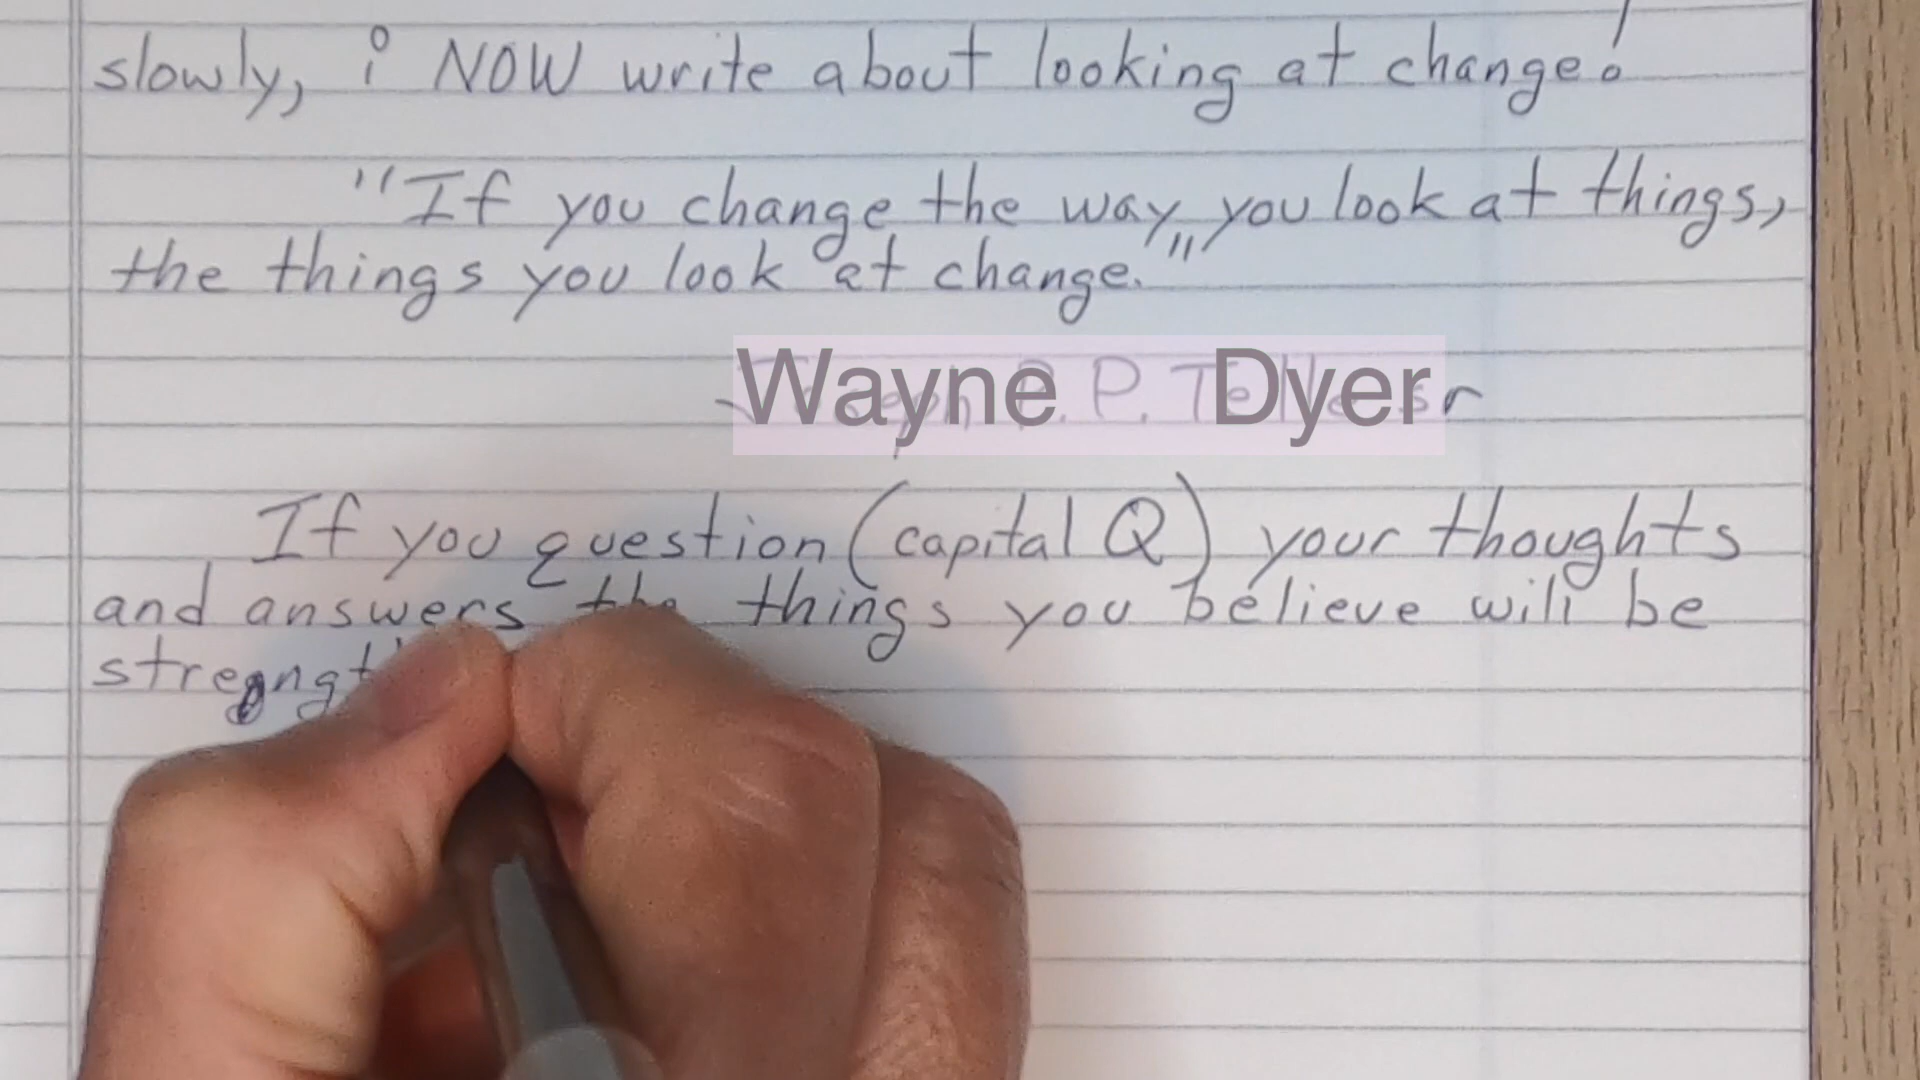 slowly, i NOW write about looking at change!
"If you change the way you look at things,
the things you look at change."
Wayne Dyer
P.
If you question (capital Q) your thoughts
and answers the things you believe will be